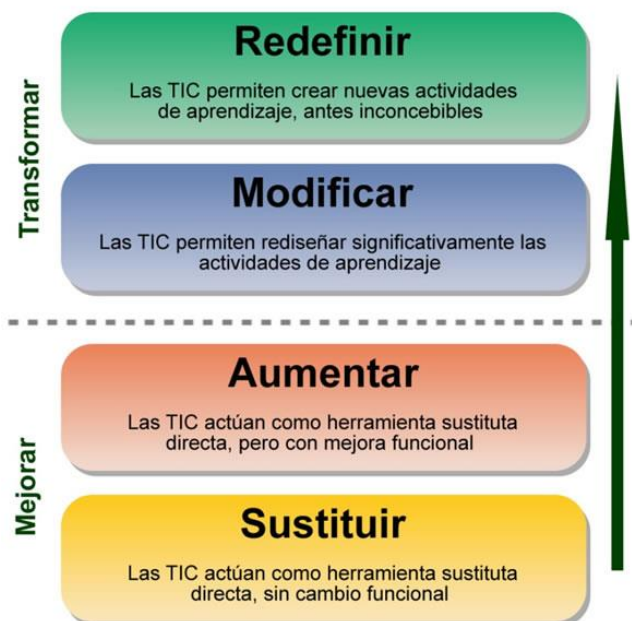 Transformar
Redefinir
Las TIC permiten crear nuevas actividades
de aprendizaje, antes inconcebibles
Modificar
Las TIC permiten rediseñar significativamente las
actividades de aprendizaje
Mejorar
Aumentar
Las TIC actúan como herramienta sustituta
directa, pero con mejora funcional
Sustituir
Las TIC actúan como herramienta sustituta
directa, sin cambio funcional